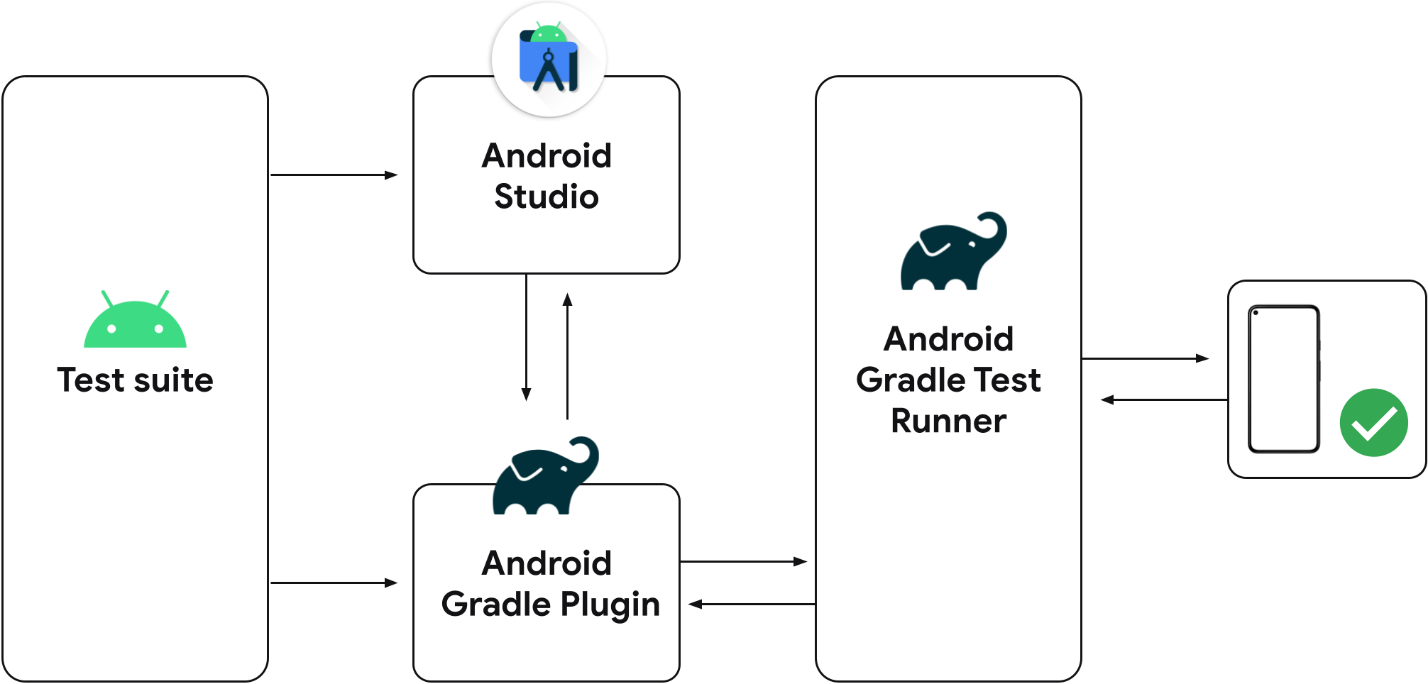 Test suite
Android
Studio
Android
Gradle Plugin
Android
Gradle Test
Runner